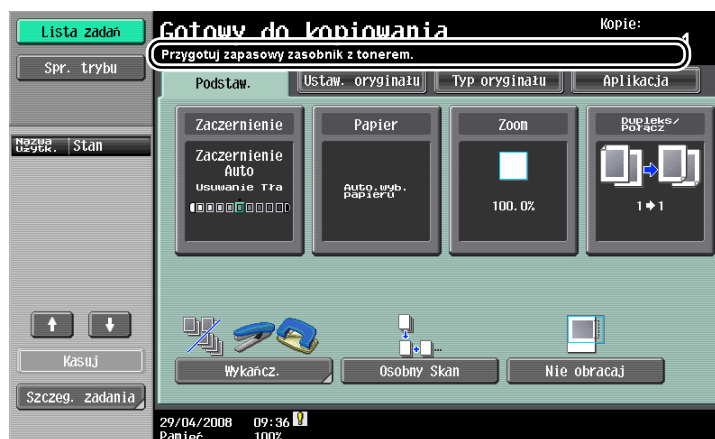 Lista zadań
Spr. trybu
Nazwa
użytk.
Stan
Kasuj
Szczeg. zadania
Gotowy do kopiowania
Kopie:
Przygotuj zapasowy zasobnik z tonerem.
Podstaw.
Ustaw. oryginału
Typ oryginału
Aplikacja
Zaczernienie
Zaczernienie
Auto
Usuwanie Tła
Papier
Auto.wyb.
papieru
Zoom
100.0%
Dupleks/
Połącz
1➔1
Wykańcz.
Osobny Skan
Nie obracaj
29/04/2008 09:36
Pamięć 100%